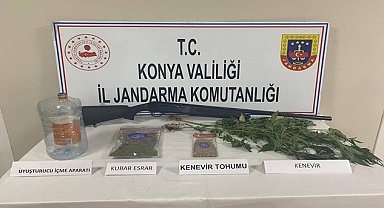 T.C.
KONYA VALİLİĞİ
İL JANDARMA KOMUTANLIĞI
UYUŞTURUCU İÇME APARATI
KUBAR ESRAR
KENEVİR TOHUMU
KENEVİR